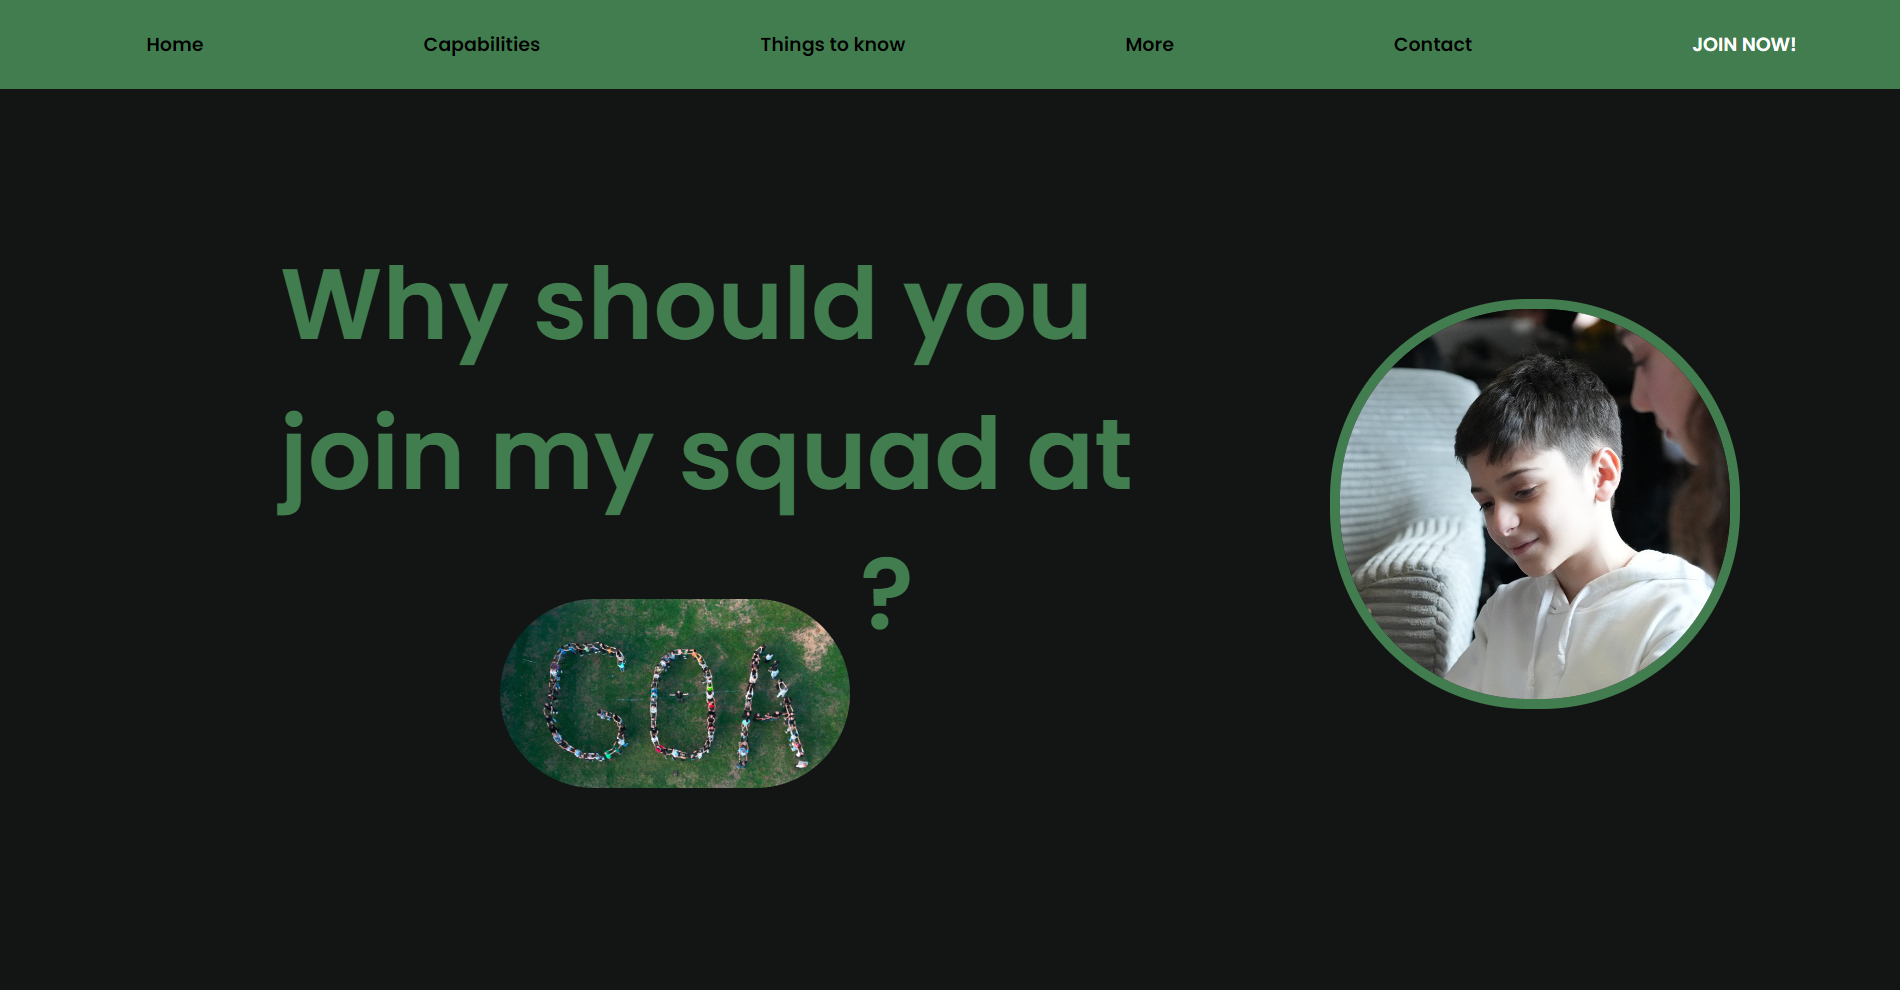 Home
Capabilities
Things to know
More
Contact
JOIN NOW!
Why should you
join my squad at
GOA ?